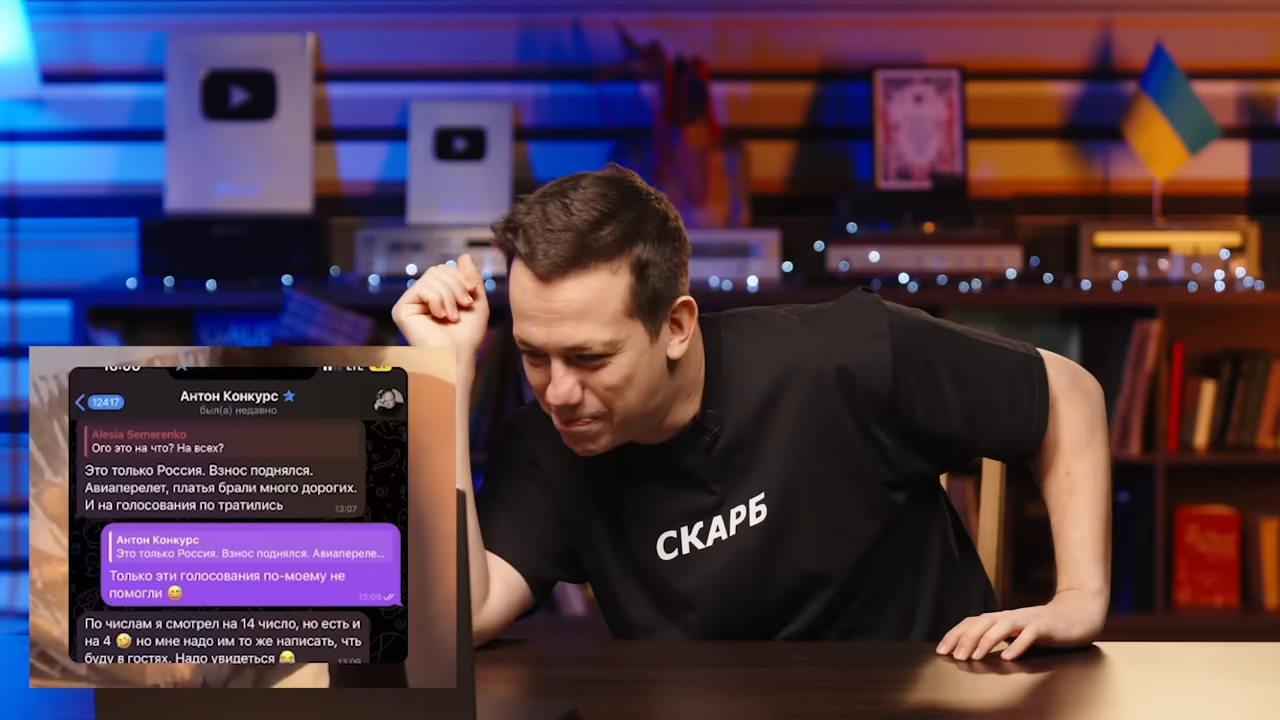 12417
Антон Конкурс
был(а) недавно
Alesia Semerenko
Ого это на что? На всех?
Это только Россия. Взнос поднялся.
Авиаперелет, платья брали много дорогих.
И на голосования по тратились
13:07
Антон Конкурс
Это только Россия. Взнос поднялся. Авиапереле...
Только эти голосования по-моему не
помогли 😅
13:09
По числам я смотрел на 14 число, но есть и
на 4 🤣 но мне надо им то же написать, что
буду в гостях. Надо увидеться 😂
13:09
СКАРБ